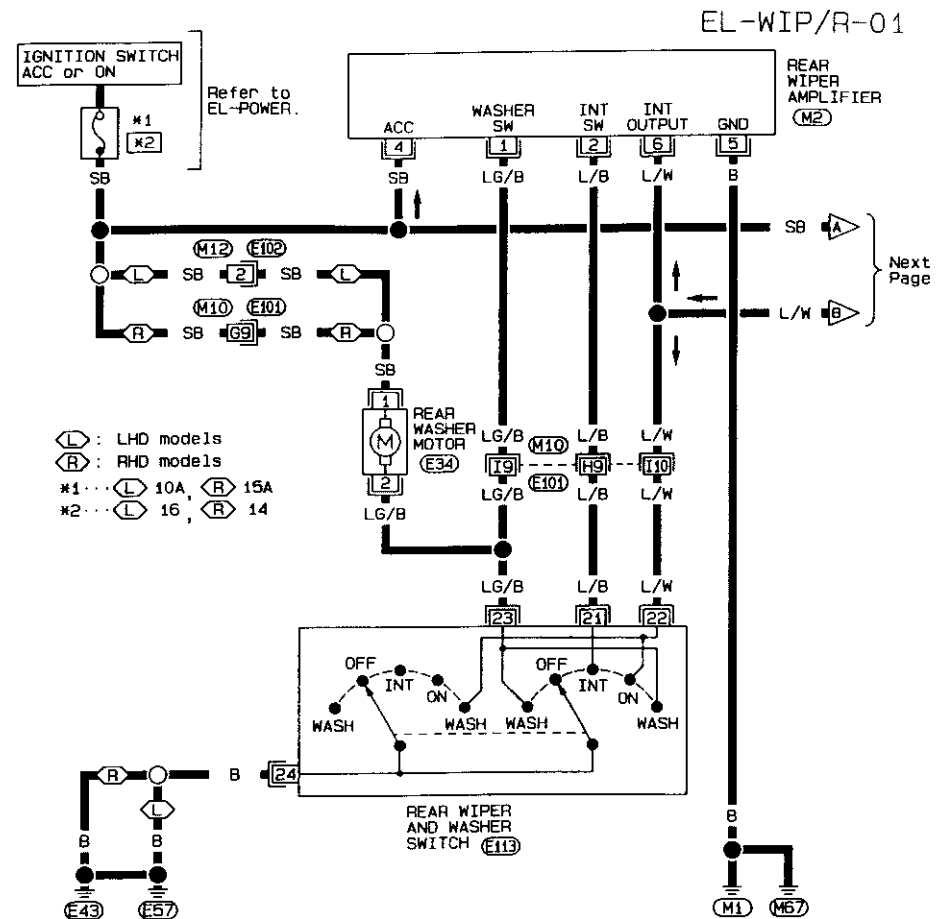 EL-WIP/R-01
IGNITION SWITCH
ACC or ON
Refer to
EL-POWER.
*1
*2
REAR
WIPER
AMPLIFIER
M2
ACC
WASHER
SW
INT
SW
INT
OUTPUT
GND
4
1
2
6
5
SB
SB
LG/B
L/B
L/W
B
SB
A
M12
E102
L
SB
2
SB
L
Next
Page
M10
E101
R
SB
G9
SB
R
L/W
B
SB
1
REAR
WASHER
MOTOR
E34
M
2
LG/B
L : LHD models
R : RHD models
*1 ··· L 10A, R 15A
*2 ··· L 16, R 14
LG/B
M10
L/B
L/W
I9
H9
I10
E101
LG/B
L/B
L/W
LG/B
L/B
L/W
23
21
22
OFF
INT
ON
WASH
WASH
OFF
INT
ON
WASH
WASH
R
B
24
L
REAR WIPER
AND WASHER
SWITCH E113
B
B
B
E43
E57
M1
M67